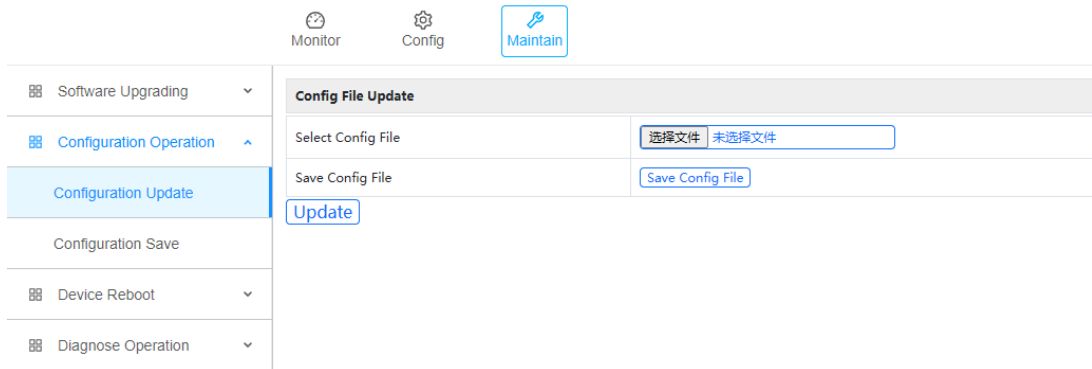 Monitor Config Maintain
Software Upgrading
Configuration Operation
Configuration Update
Configuration Save
Device Reboot
Diagnose Operation
Config File Update
Select Config File 选择文件 未选择文件
Save Config File Save Config File
Update